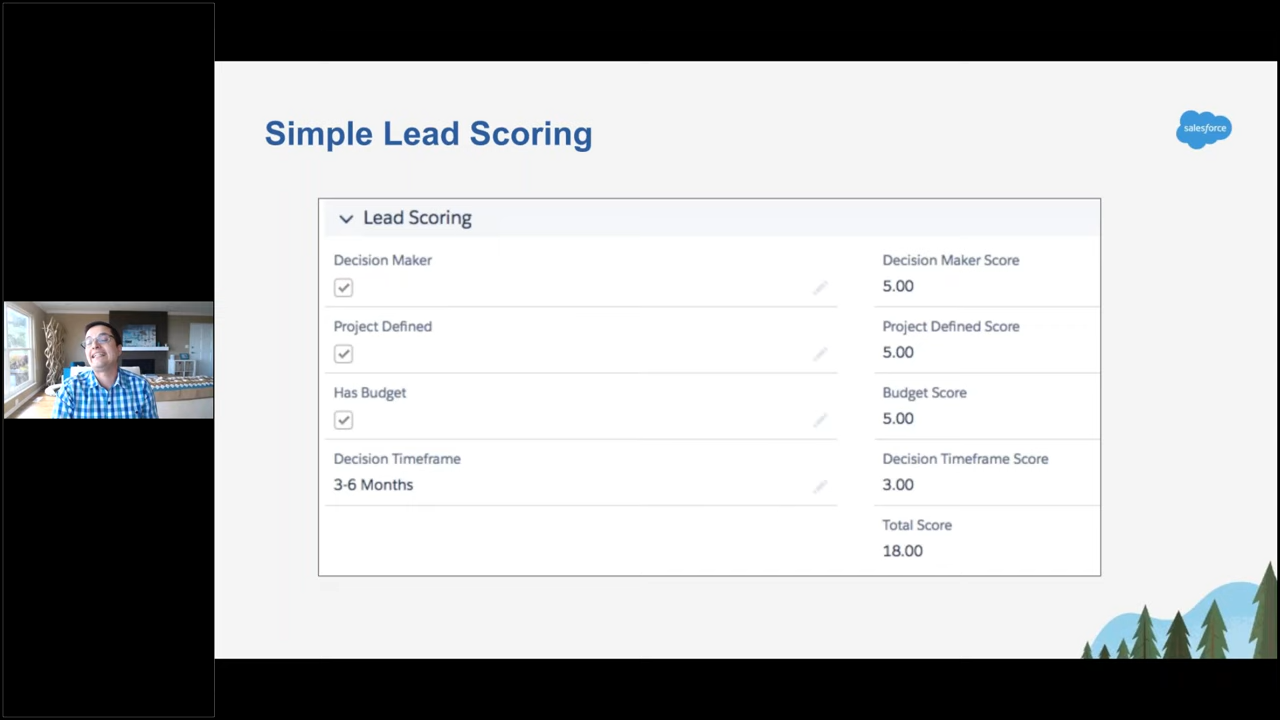 Simple Lead Scoring
salesforce
Lead Scoring
Decision Maker
Decision Maker Score
5.00
Project Defined
Project Defined Score
5.00
Has Budget
Budget Score
5.00
Decision Timeframe
3-6 Months
Decision Timeframe Score
3.00
Total Score
18.00